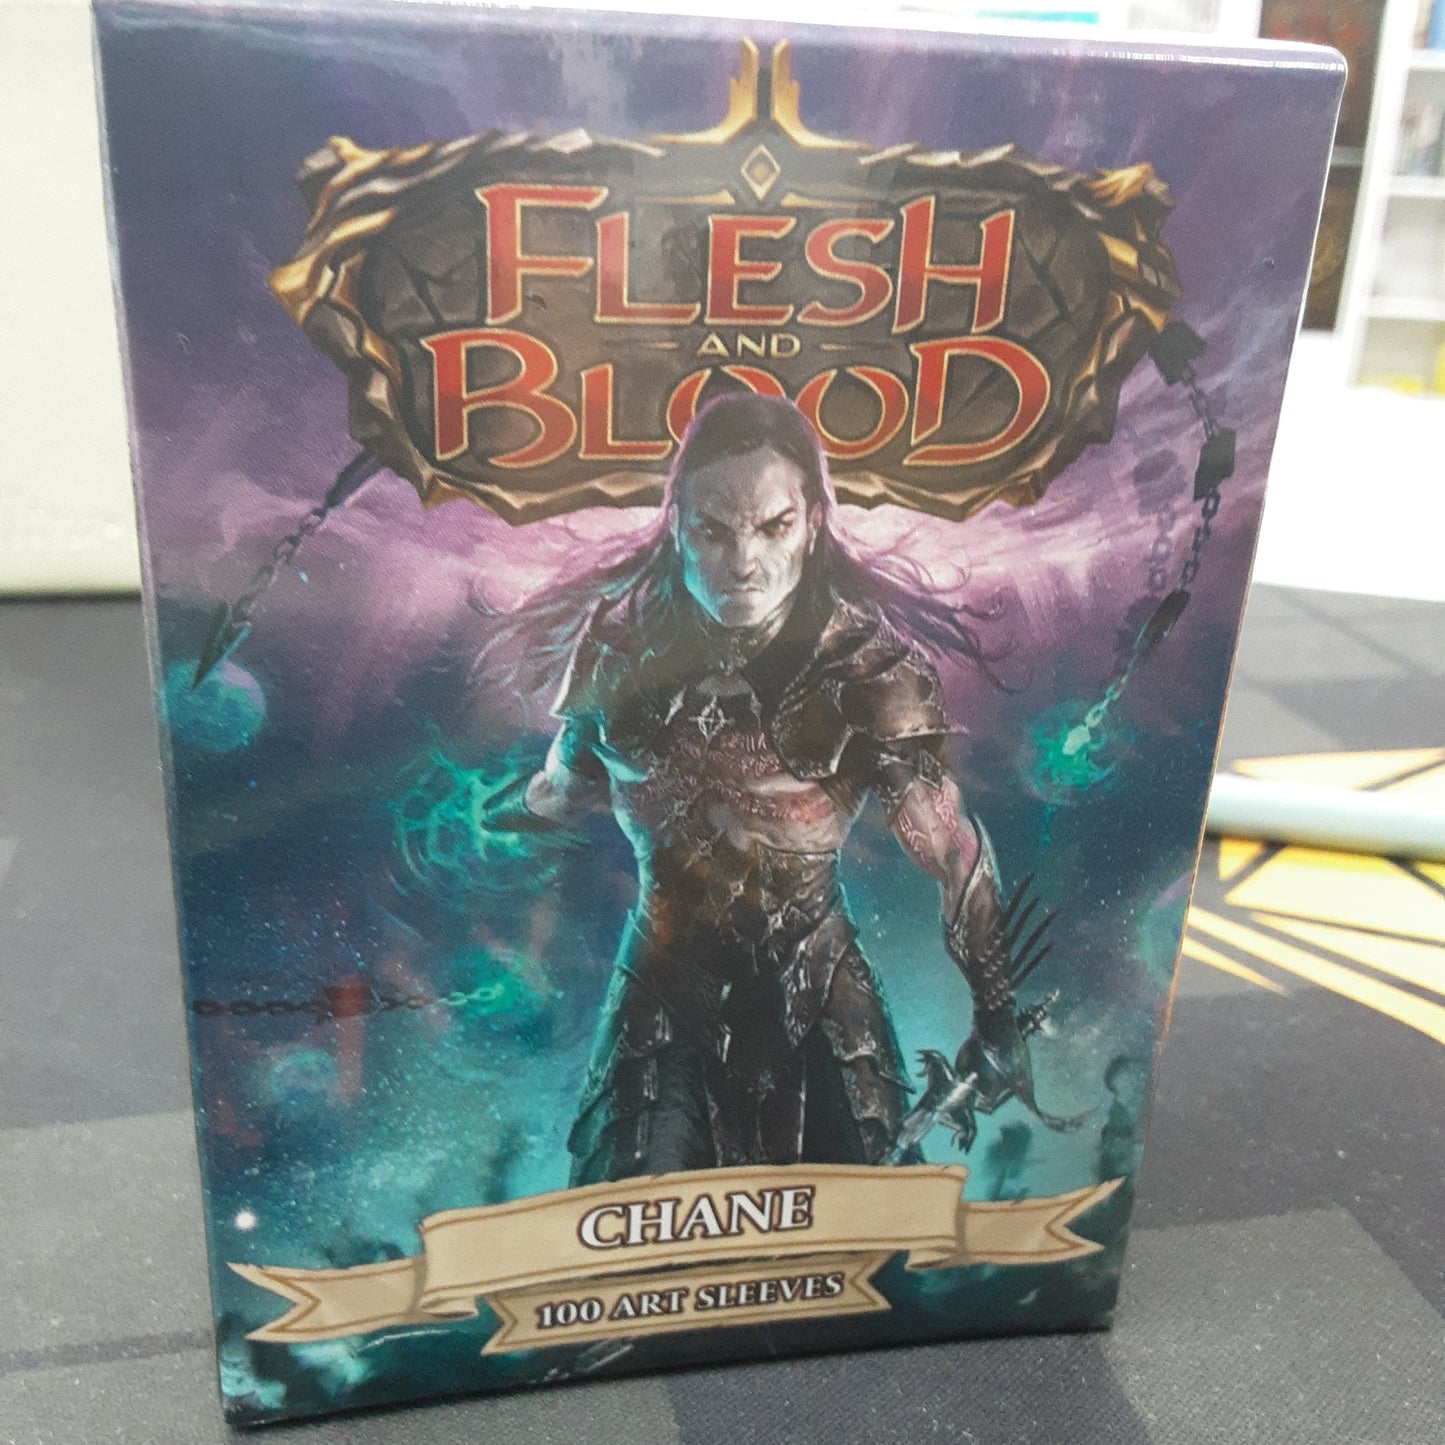 FLESH
AND
BLOOD
CHANE
100 ART SLEEVES